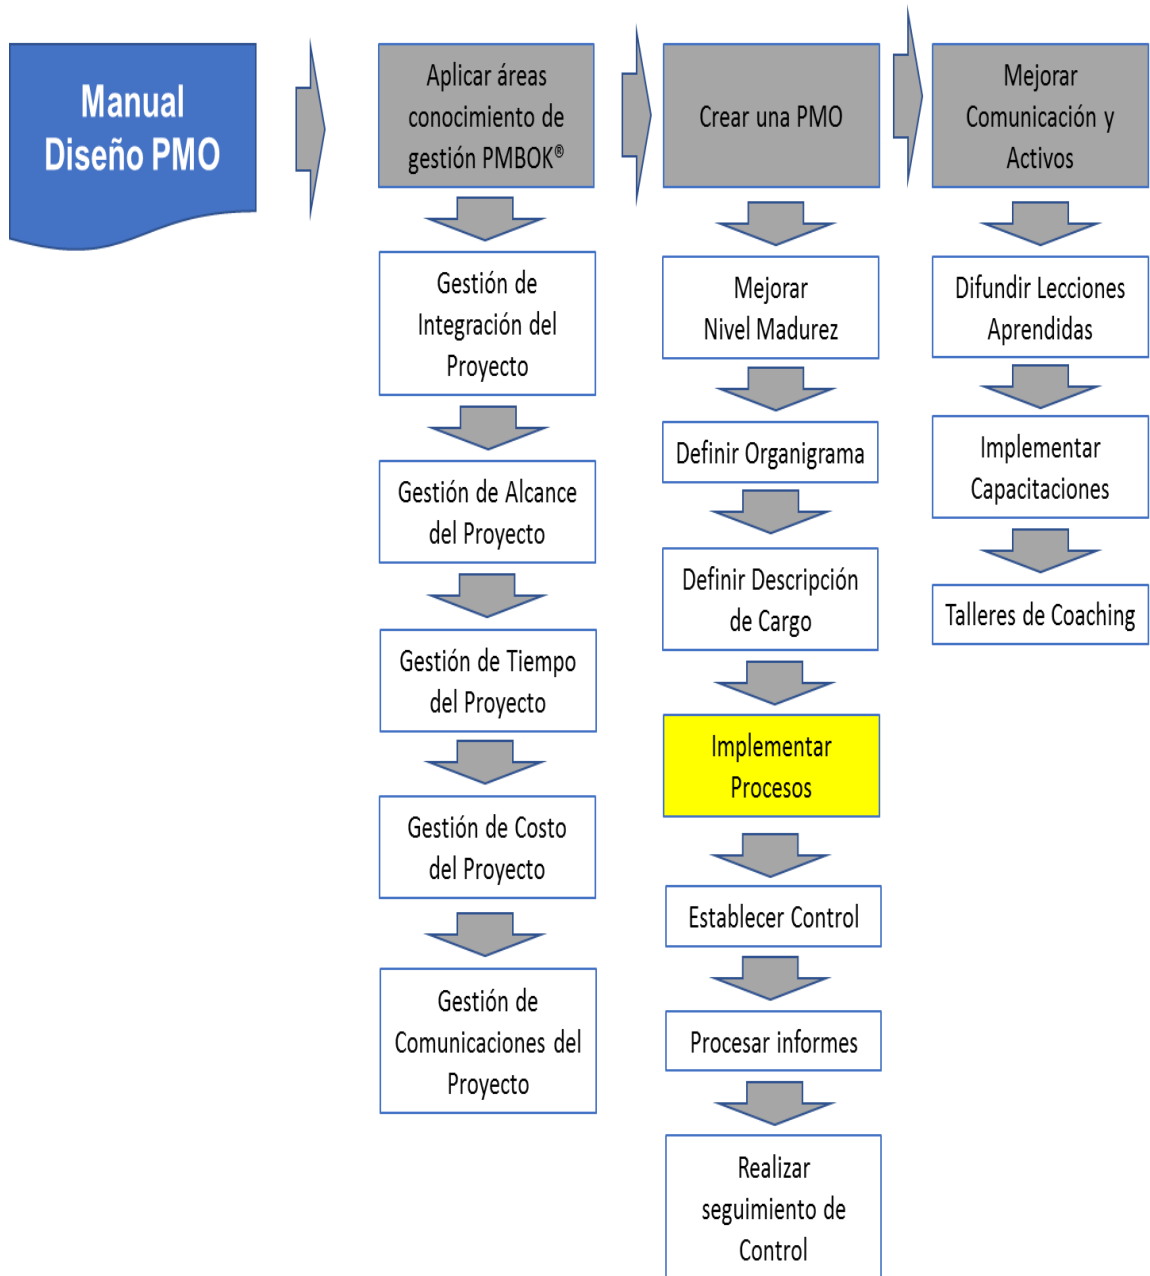 Manual
Diseño PMO
Aplicar áreas
conocimiento de
gestión PMBOK®
Gestión de
Integración del
Proyecto
Gestión de Alcance
del Proyecto
Gestión de Tiempo
del Proyecto
Gestión de Costo
del Proyecto
Gestión de
Comunicaciones del
Proyecto
Crear una PMO
Mejorar
Nivel Madurez
Definir Organigrama
Definir Descripción
de Cargo
Implementar
Procesos
Establecer Control
Procesar informes
Realizar
seguimiento de
Control
Mejorar
Comunicación y
Activos
Difundir Lecciones
Aprendidas
Implementar
Capacitaciones
Talleres de Coaching